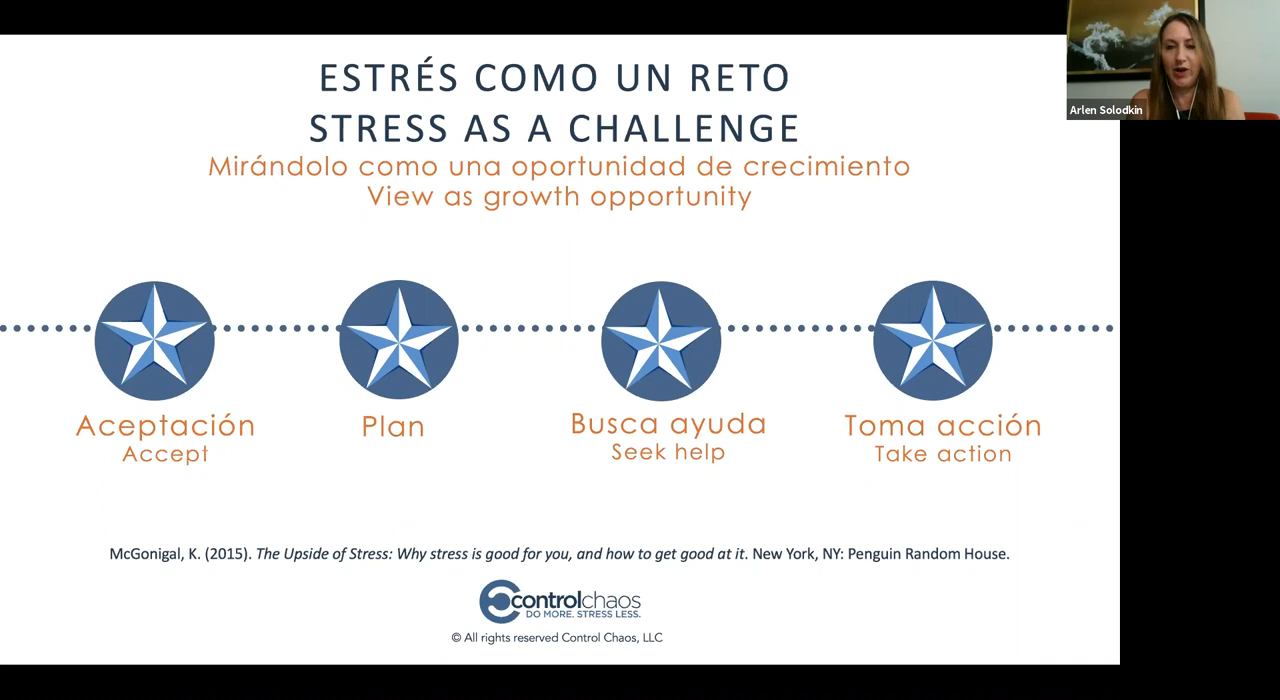 ESTRÉS COMO UN RETO
STRESS AS A CHALLENGE
Mirándolo como una oportunidad de crecimiento
View as growth opportunity
Arlen Solodkin
Aceptación
Accept
Plan
Busca ayuda
Seek help
Toma acción
Take action
McGonigal, K. (2015). The Upside of Stress: Why stress is good for you, and how to get good at it. New York, NY: Penguin Random House.
controlchaos
DO MORE. STRESS LESS.
© All rights reserved Control Chaos, LLC